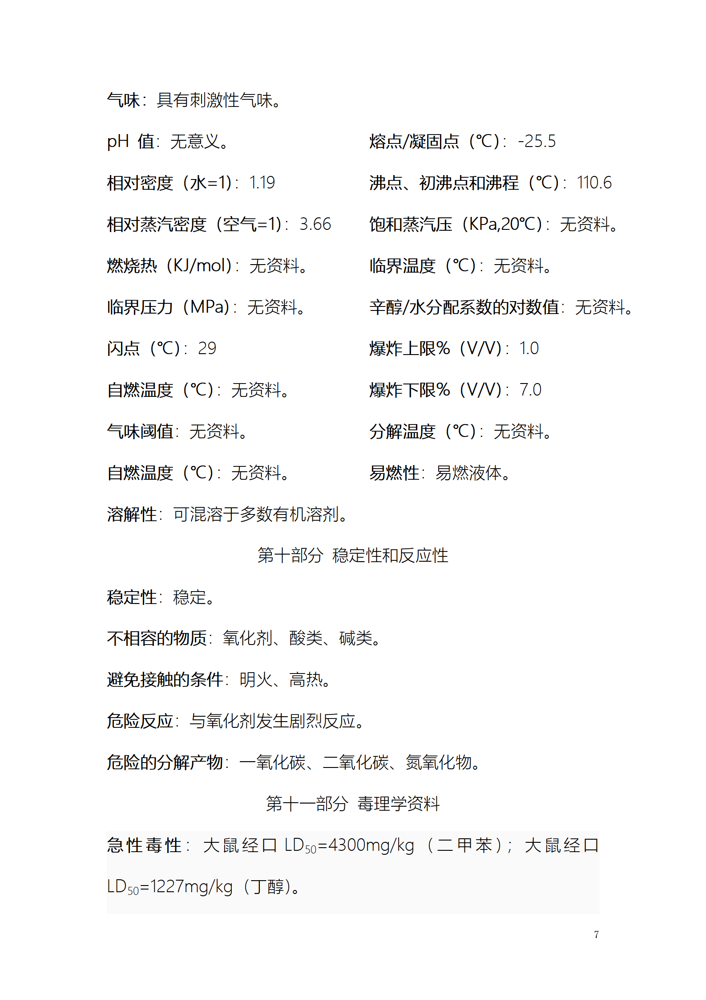 气味：具有刺激性气味。
pH 值：无意义。 熔点/凝固点（℃）：-25.5
相对密度（水=1）：1.19 沸点、初沸点和沸程（℃）：110.6
相对蒸汽密度（空气=1）：3.66 饱和蒸汽压（KPa,20℃）：无资料。
燃烧热（KJ/mol）：无资料。 临界温度（℃）：无资料。
临界压力（MPa）：无资料。 辛醇/水分配系数的对数值：无资料。
闪点（℃）：29 爆炸上限%（V/V）：1.0
自燃温度（℃）：无资料。 爆炸下限%（V/V）：7.0
气味阈值：无资料。 分解温度（℃）：无资料。
自燃温度（℃）：无资料。 易燃性：易燃液体。
溶解性：可混溶于多数有机溶剂。
第十部分 稳定性和反应性
稳定性：稳定。
不相容的物质：氧化剂、酸类、碱类。
避免接触的条件：明火、高热。
危险反应：与氧化剂发生剧烈反应。
危险的分解产物：一氧化碳、二氧化碳、氮氧化物。
第十一部分 毒理学资料
急性毒性：大鼠经口 LD50=4300mg/kg（二甲苯）；大鼠经口
LD50=1227mg/kg（丁醇）。
7